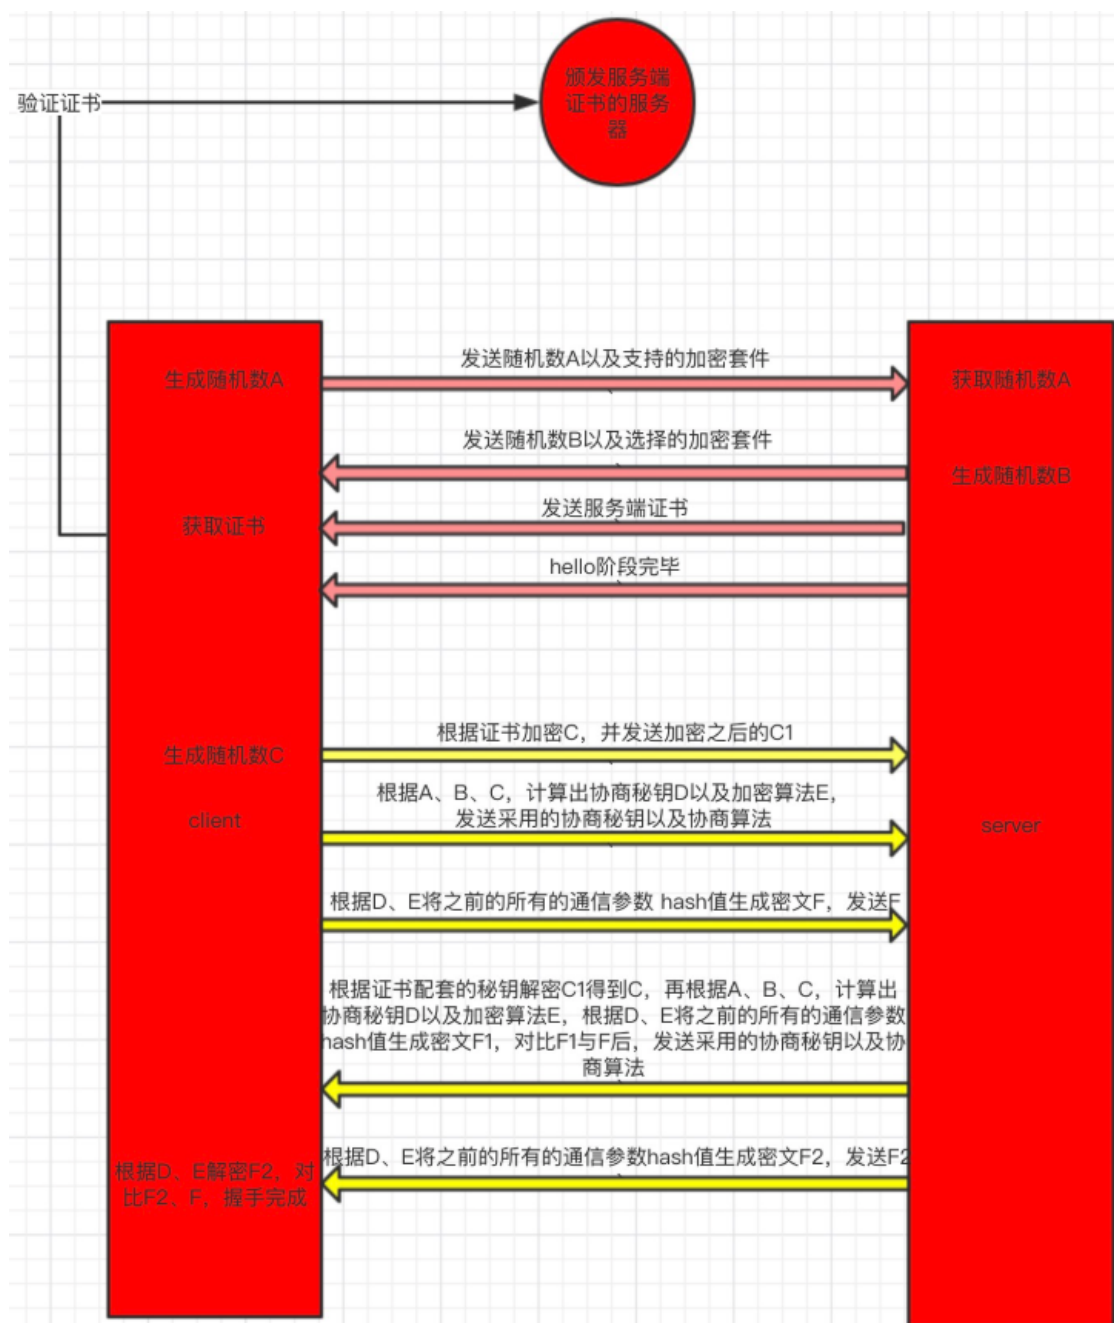 颁发服务端
证书的服务
器
验证证书
发送随机数A以及支持的加密套件
生成随机数A
获取随机数A
发送随机数B以及选择的加密套件
生成随机数B
发送服务端证书
获取证书
hello阶段完毕
根据证书加密C，并发送加密之后的C1
生成随机数C
根据A、B、C，计算出协商秘钥D以及加密算法E，
发送采用的协商秘钥以及协商算法
client
server
根据D、E将之前的所有的通信参数 hash值生成密文F，发送F
根据证书配套的秘钥解密C1得到C，再根据A、B、C，计算出
协商秘钥D以及加密算法E，根据D、E将之前的所有的通信参数
hash值生成密文F1，对比F1与F后，发送采用的协商秘钥以及协
商算法
根据D、E将之前的所有的通信参数hash值生成密文F2，发送F2
根据D、E解密F2，对
比F2、F，握手完成